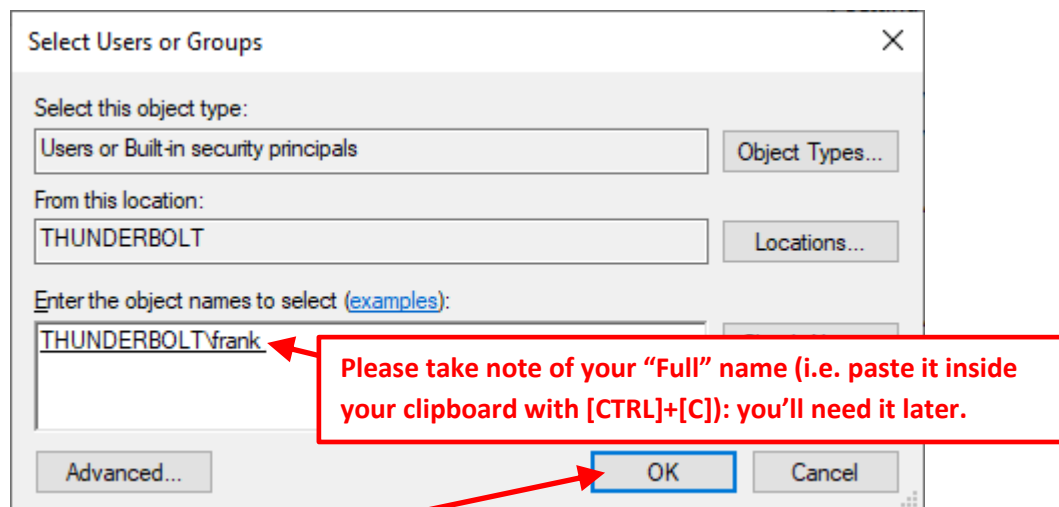 Select Users or Groups
Select this object type:
Users or Built-in security principals
Object Types...
From this location:
THUNDERBOLT
Locations...
Enter the object names to select (examples):
THUNDERBOLT\frank
Please take note of your “Full” name (i.e. paste it inside
your clipboard with [CTRL]+[C]): you’ll need it later.
Advanced...
OK
Cancel